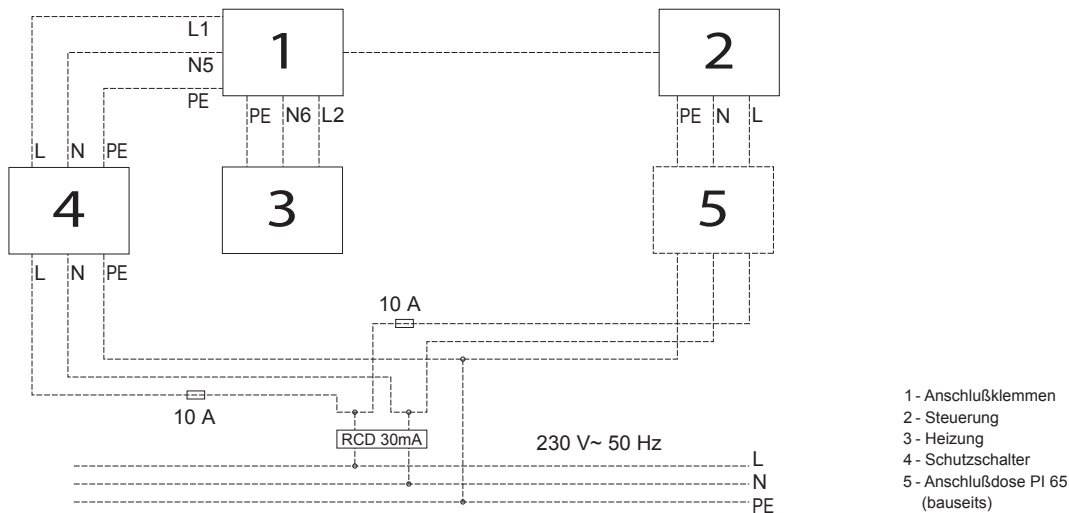 L1
N5
PE
1
2
PE N6 L2
PE N L
L N PE
4
3
5
L N PE
10 A
10 A
RCD 30mA
230 V~ 50 Hz
L
N
PE
1 - Anschlußklemmen
2 - Steuerung
3 - Heizung
4 - Schutzschalter
5 - Anschlußdose PI 65
(bauseits)